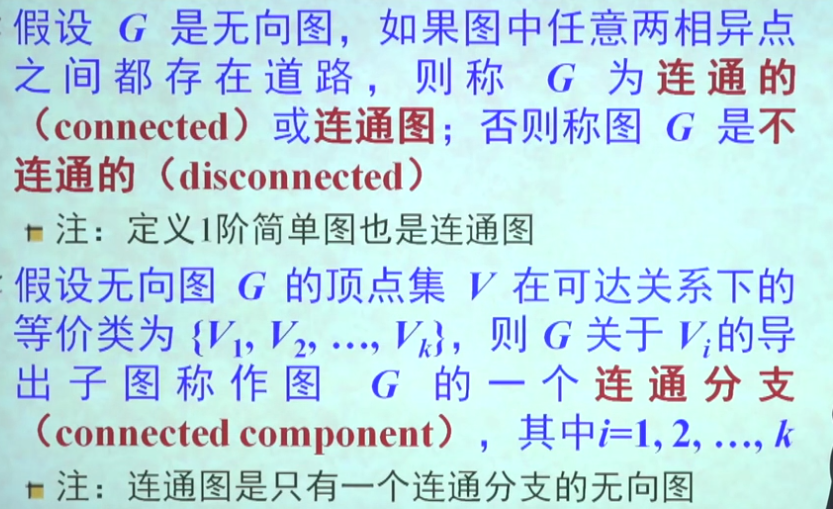 假设 G 是无向图，如果图中任意两相异点
之间都存在道路，则称 G 为连通的
（connected）或连通图；否则称图 G 是不
连通的（disconnected）
注：定义1阶简单图也是连通图
假设无向图 G 的顶点集 V 在可达关系下的
等价类为 {V1, V2, …, Vk}，则 G 关于 Vi的导
出子图称作图 G 的一个连通分支
（connected component），其中i=1, 2, …, k
注：连通图是只有一个连通分支的无向图